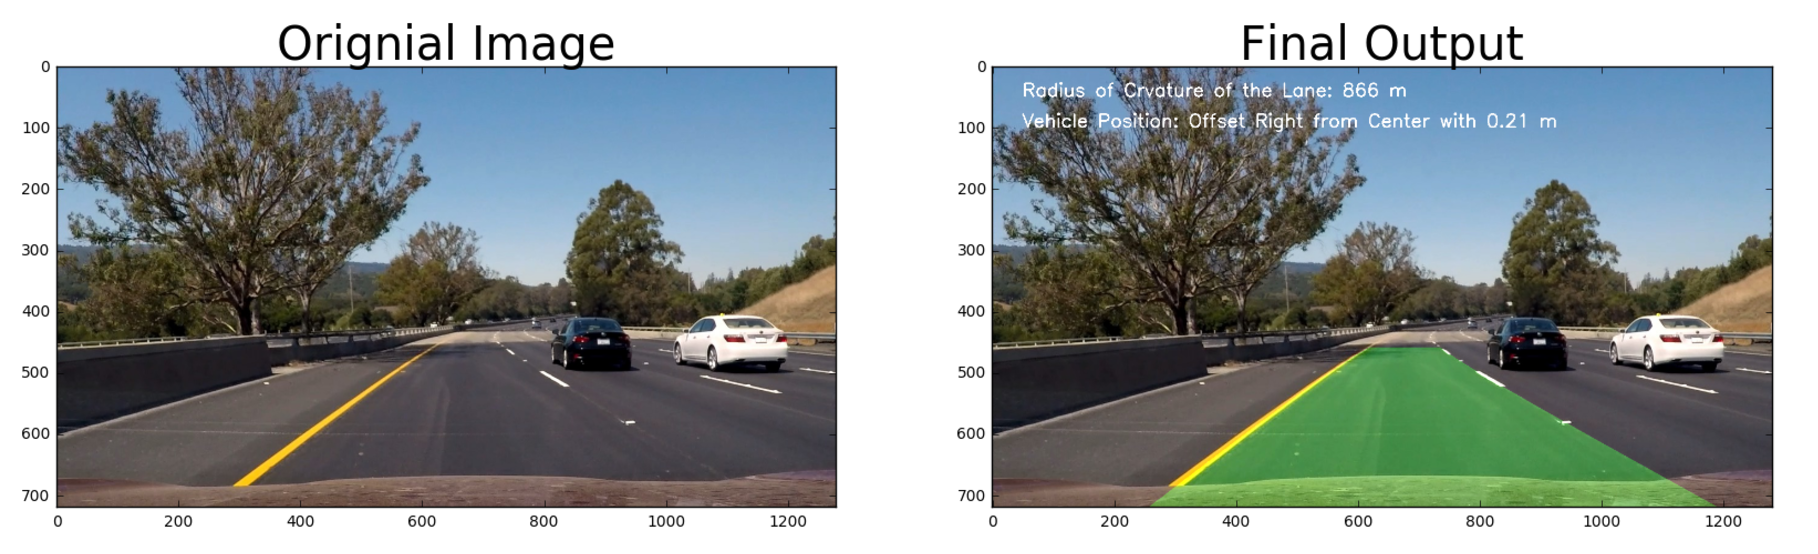 Orignial Image
Final Output
0
100
200
300
400
500
600
700
0 200 400 600 800 1000 1200
Radius of Crvature of the Lane: 866 m
Vehicle Position: Offset Right from Center with 0.21 m
0
100
200
300
400
500
600
700
0 200 400 600 800 1000 1200